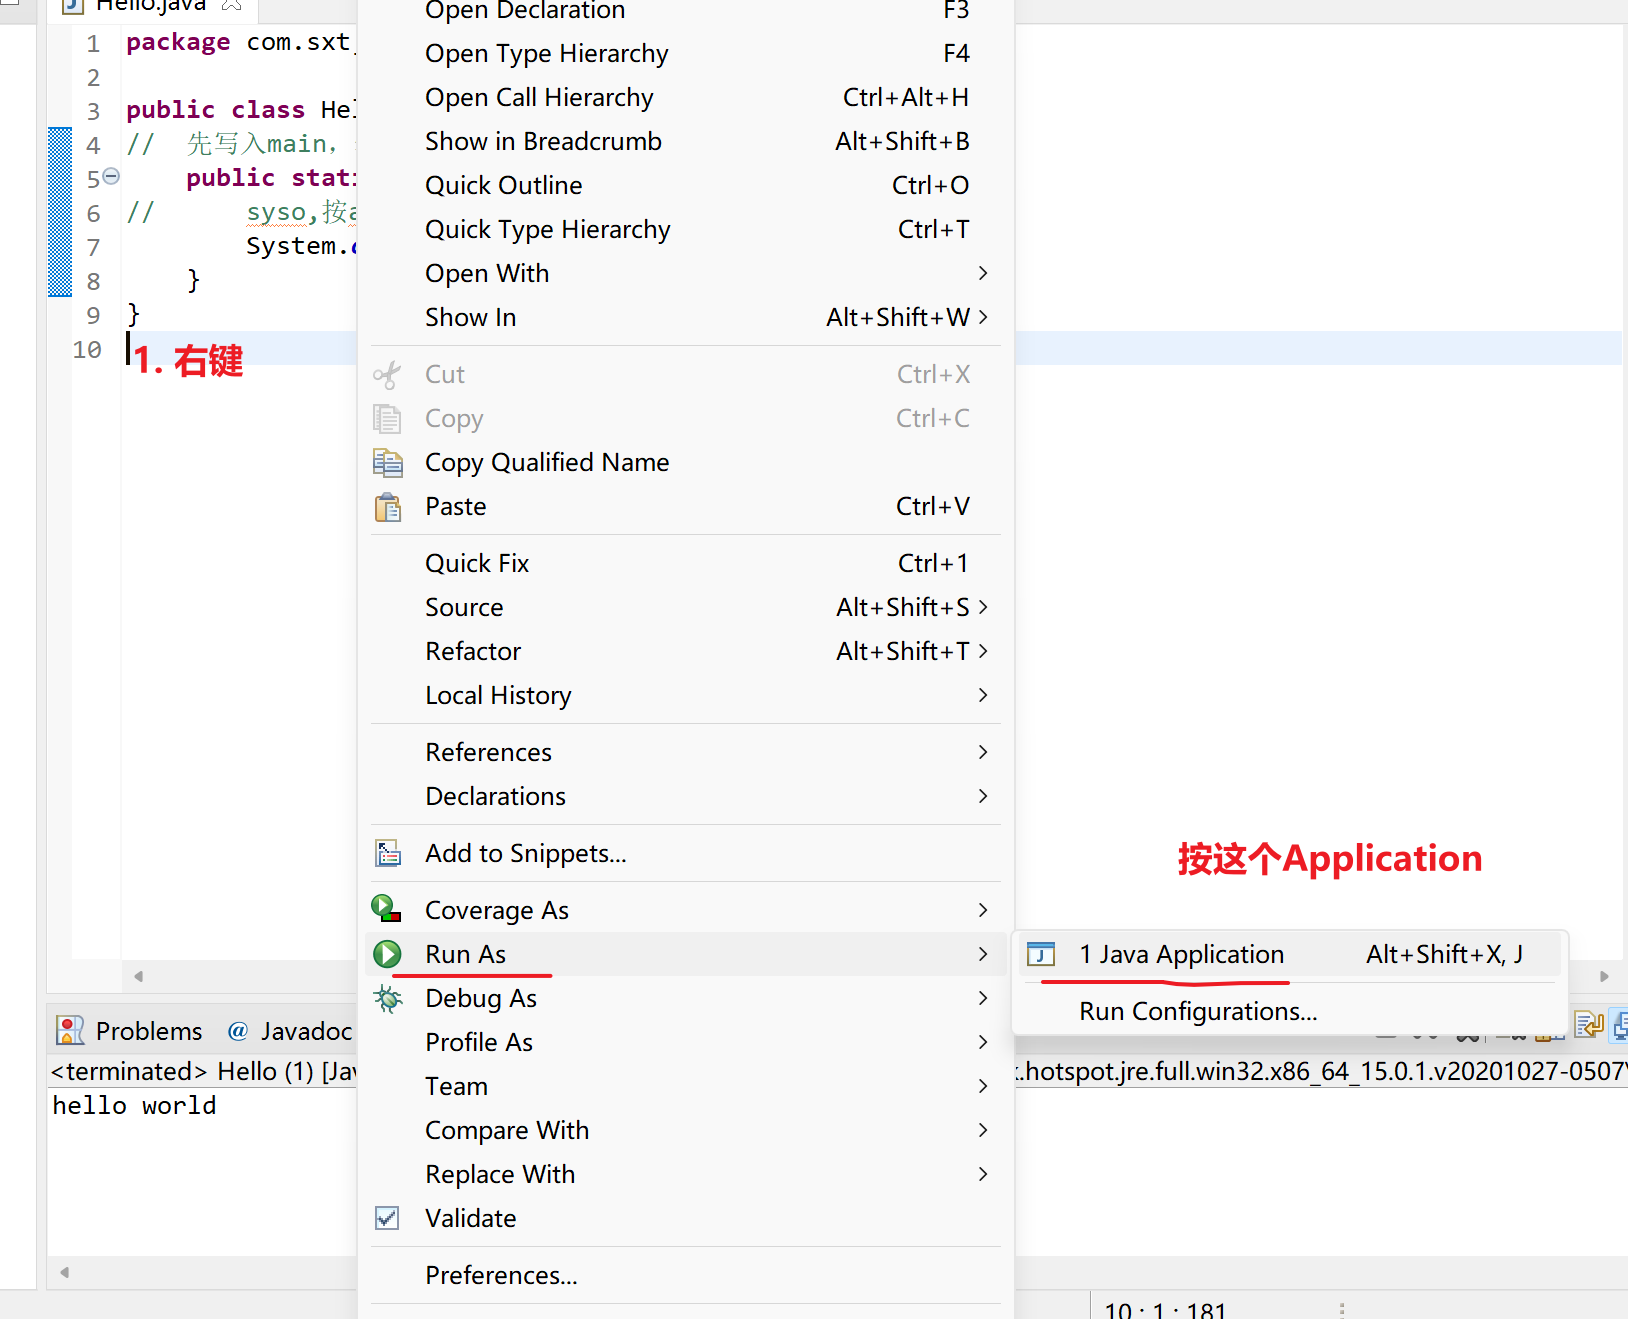 Hello.java
1 package com.sxt
2
3 public class Hel
4 // 先写入main,
5 public stati
6 // syso,按a
7 System.
8 }
9 }
10
1. 右键
Open Declaration F3
Open Type Hierarchy F4
Open Call Hierarchy Ctrl+Alt+H
Show in Breadcrumb Alt+Shift+B
Quick Outline Ctrl+O
Quick Type Hierarchy Ctrl+T
Open With
Show In Alt+Shift+W
Cut Ctrl+X
Copy Ctrl+C
Copy Qualified Name
Paste Ctrl+V
Quick Fix Ctrl+1
Source Alt+Shift+S
Refactor Alt+Shift+T
Local History
References
Declarations
Add to Snippets...
Coverage As
Run As
Debug As
Profile As
Team
Compare With
Replace With
Validate
Preferences...
按这个Application
1 Java Application Alt+Shift+X, J
Run Configurations...
Problems @ Javadoc
<terminated> Hello (1) [Jav
.hotspot.jre.full.win32.x86_64_15.0.1.v20201027-0507
hello world
10 : 1 : 181